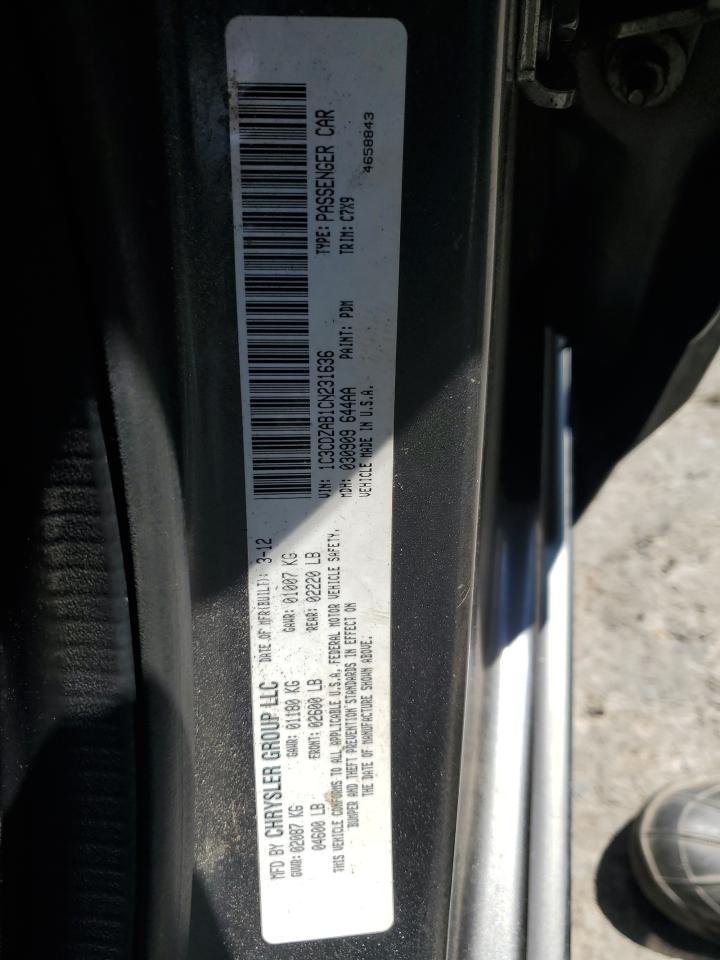 MFD BY CHRYSLER GROUP LLC DATE OF MFR(BUILT): 3-12
GVWR: 02087 KG GAWR: 01180 KG GAWR: 01007 KG
04600 LB FRONT: 02600 LB REAR: 02220 LB
THIS VEHICLE CONFORMS TO ALL APPLICABLE U.S.A. FEDERAL MOTOR VEHICLE SAFETY,
BUMPER AND THEFT PREVENTION STANDARDS IN EFFECT ON
THE DATE OF MANUFACTURE SHOWN ABOVE.
VIN: 1C3CDZAB1CN231636 TYPE: PASSENGER CAR
MDH: 030909 644AA PAINT: PDM TRIM: C7X9
VEHICLE MADE IN U.S.A. 4658843